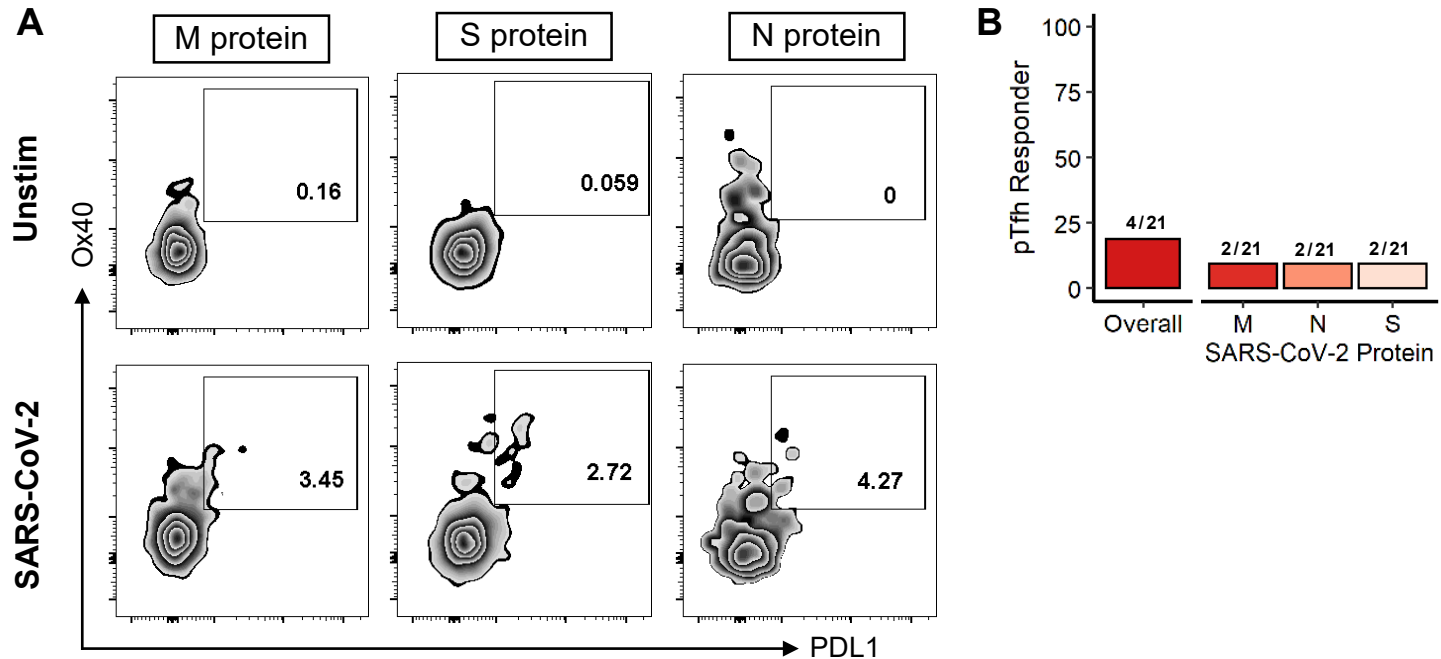 A
M protein
S protein
N protein
Unstim
0.16
0.059
0
Ox40
SARS-CoV-2
3.45
2.72
4.27
PDL1
B
pTfh Responder
100
75
50
25
0
4/21
2/21
2/21
2/21
Overall
M
N
S
SARS-CoV-2 Protein